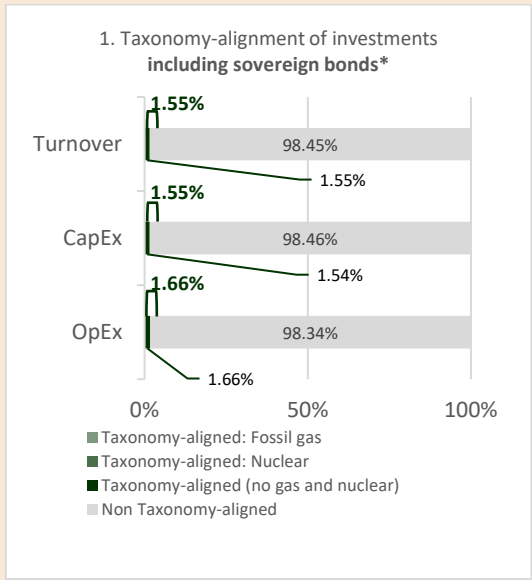 1. Taxonomy-alignment of investments
including sovereign bonds*
1.55%
Turnover
98.45%
1.55%
1.55%
CapEx
98.46%
1.54%
1.66%
OpEx
98.34%
1.66%
0%
50%
100%
Taxonomy-aligned: Fossil gas
Taxonomy-aligned: Nuclear
Taxonomy-aligned (no gas and nuclear)
Non Taxonomy-aligned